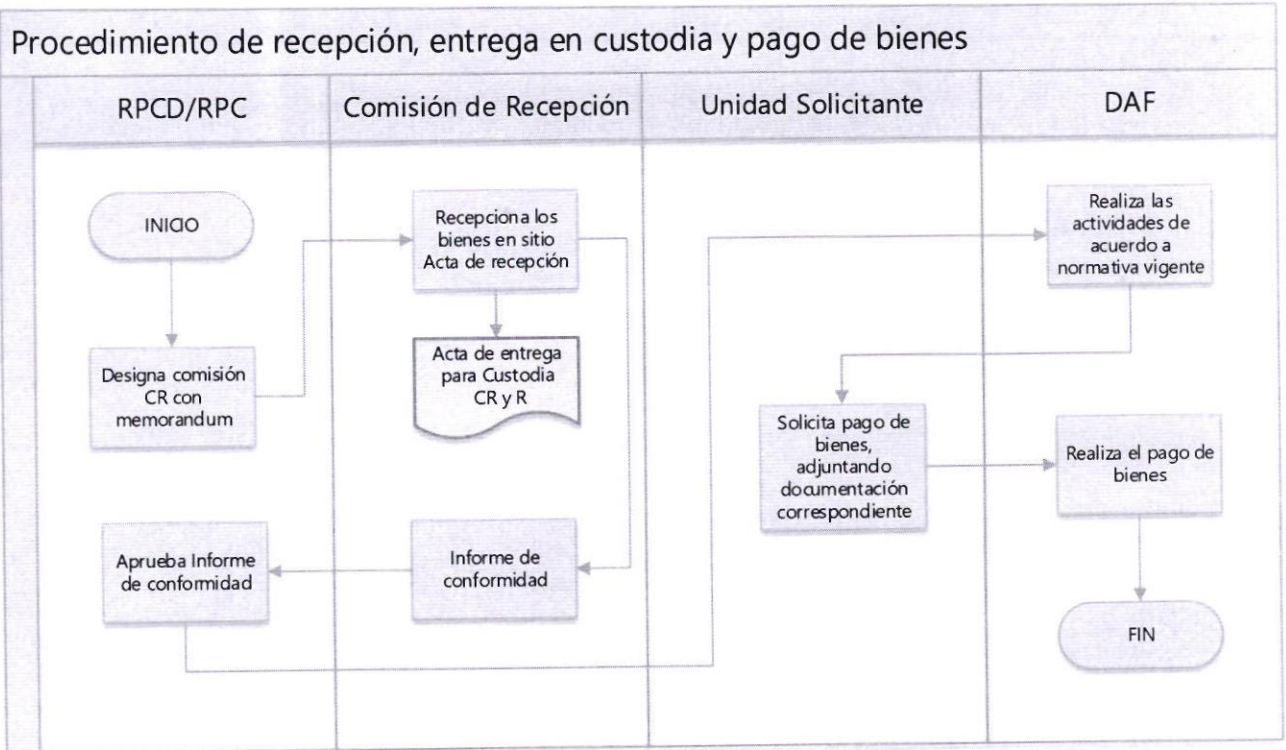 Procedimiento de recepción, entrega en custodia y pago de bienes
RPCD/RPC
Comisión de Recepción
Unidad Solicitante
DAF
INICIO
Designa comisión
CR con
memorandum
Aprueba Informe
de conformidad
Recepciona los
bienes en sitio
Acta de recepción
Acta de entrega
para Custodia
CR y R
Informe de
conformidad
Solicita pago de
bienes,
adjuntando
documentación
correspondiente
Realiza las
actividades de
acuerdo a
normativa vigente
Realiza el pago de
bienes
FIN